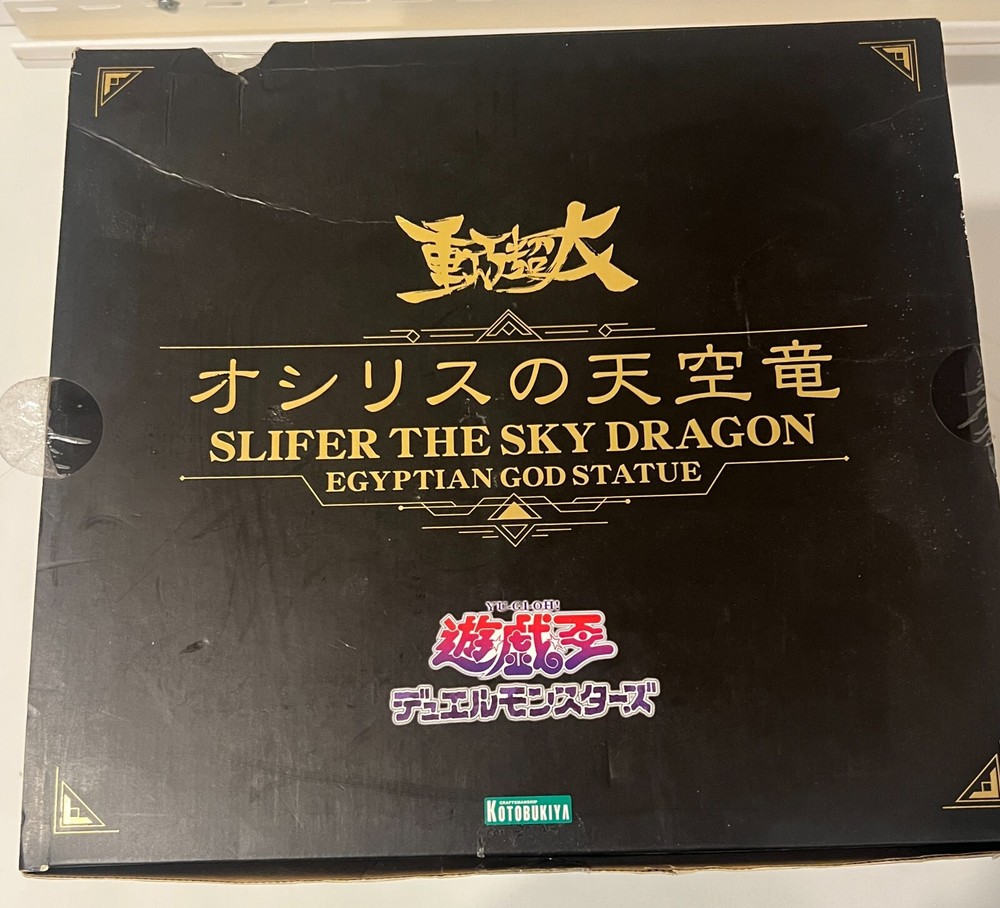 オシリスの天空竜
SLIFER THE SKY DRAGON
EGYPTIAN GOD STATUE
YU-GI-OH!
遊戯王
デュエルモンスターズ
CRAFTSMANSHIP
KOTOBUKIYA